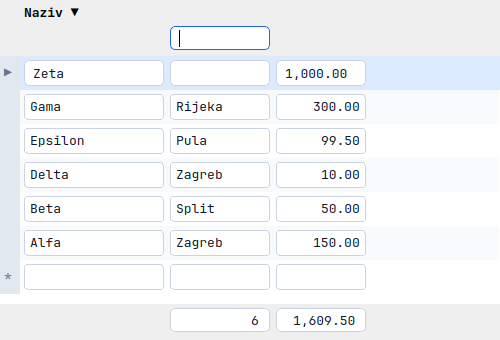 Naziv ▼
▶ Zeta 1,000.00
Gama Rijeka 300.00
Epsilon Pula 99.50
Delta Zagreb 10.00
Beta Split 50.00
Alfa Zagreb 150.00
*
6 1,609.50